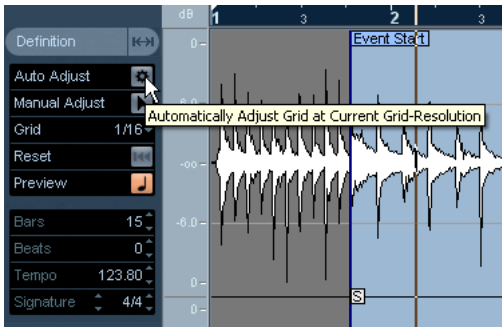 dB 1 3 2 3
Definition
Event Start
0
Auto Adjust
Manual Adjust
Automatically Adjust Grid at Current Grid-Resolution
Grid 1/16
Reset
-oo
Preview
Bars 15
-6.0
Beats 0
Tempo 123.80
0
Signature 4/4
S
0